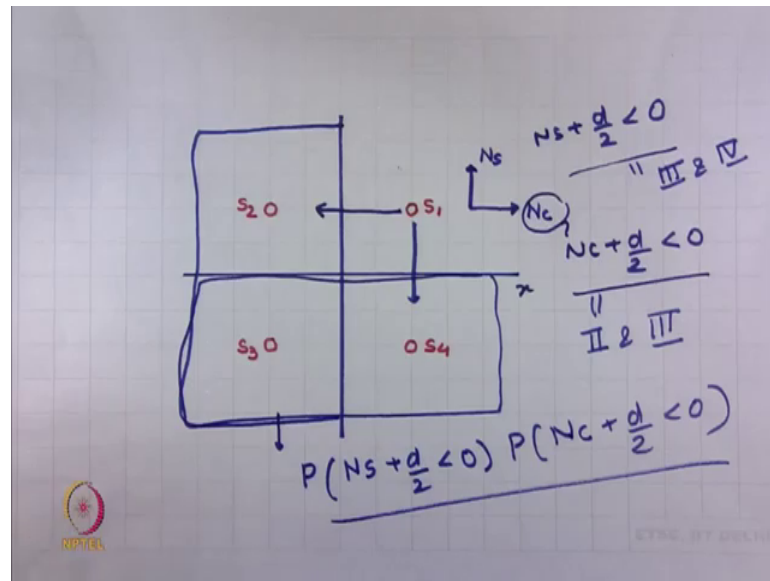 Ns + d/2 < 0
" III & IV
Ns
S2 O
O S1
Nc
Nc + d/2 < 0
x
"
II & III
S3 O
O S4
P(Ns + d/2 < 0) P(Nc + d/2 < 0)
NPTEL